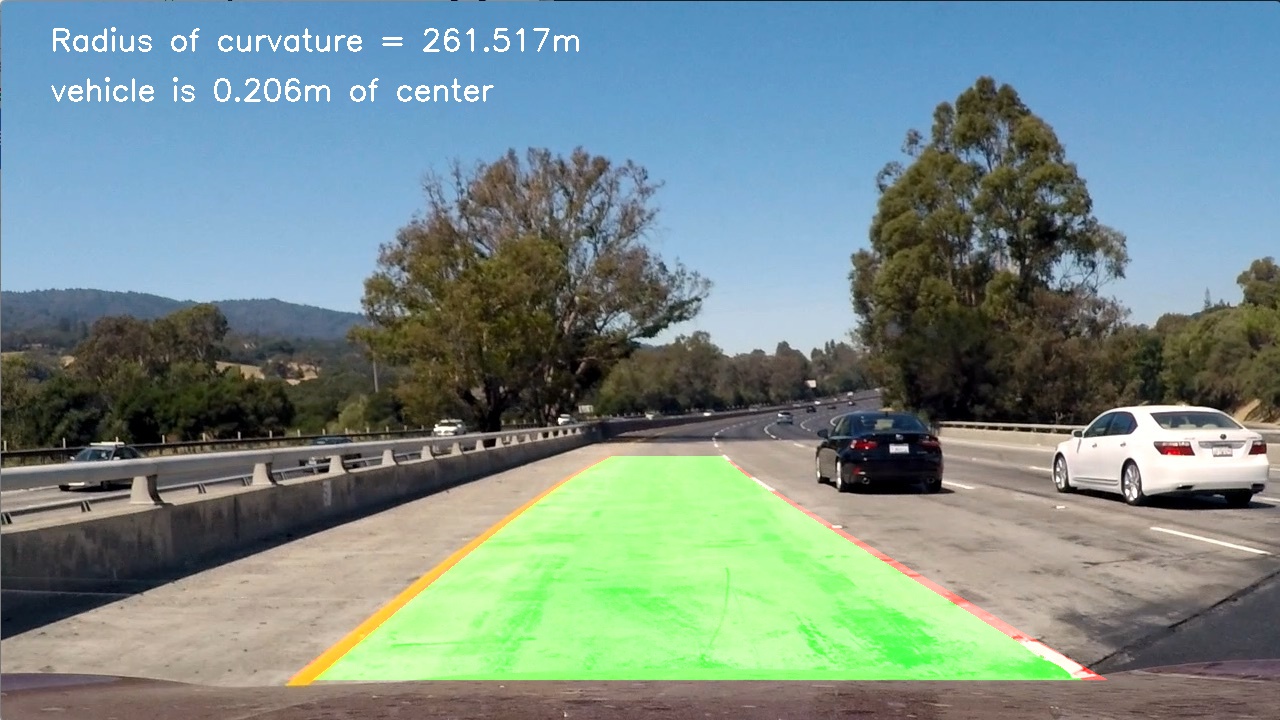 Radius of curvature = 261.517m
vehicle is 0.206m of center